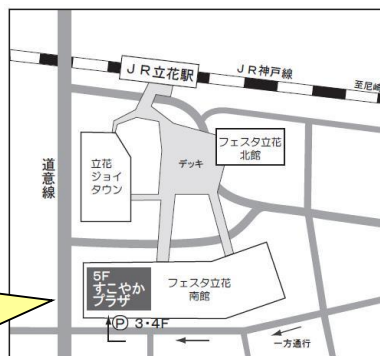 JR立花駅
JR神戸線
至尼崎
フェスタ立花
北館
デッキ
立花
ジョイ
タウン
道意線
5F
すこやか
プラザ
フェスタ立花
南館
Ⓟ 3・4F
一方通行